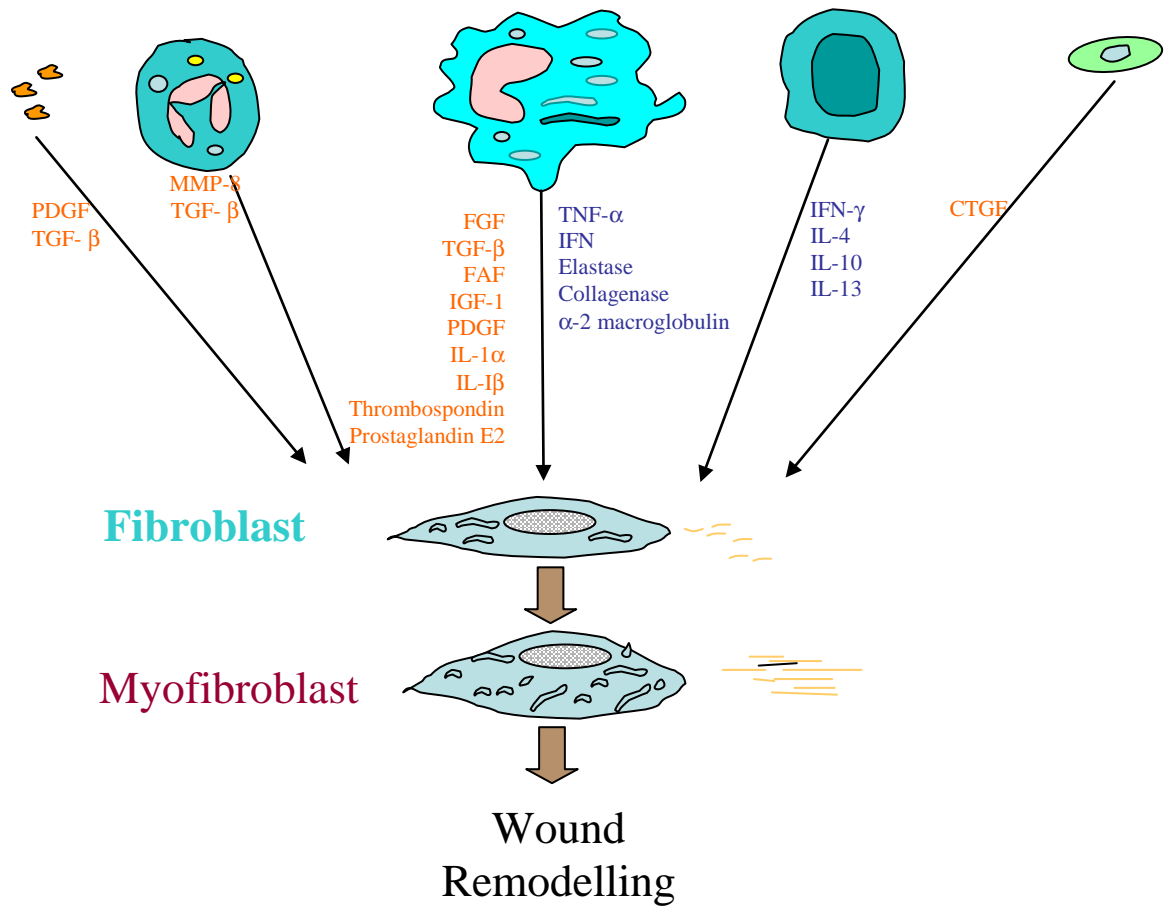 PDGF
TGF- β
MMP-8
TGF- β
FGF
TGF-β
FAF
IGF-1
PDGF
IL-1α
IL-Iβ
Thrombospondin
Prostaglandin E2
TNF-α
IFN
Elastase
Collagenase
α-2 macroglobulin
IFN-γ
IL-4
IL-10
IL-13
CTGF
Fibroblast
Myofibroblast
Wound
Remodelling